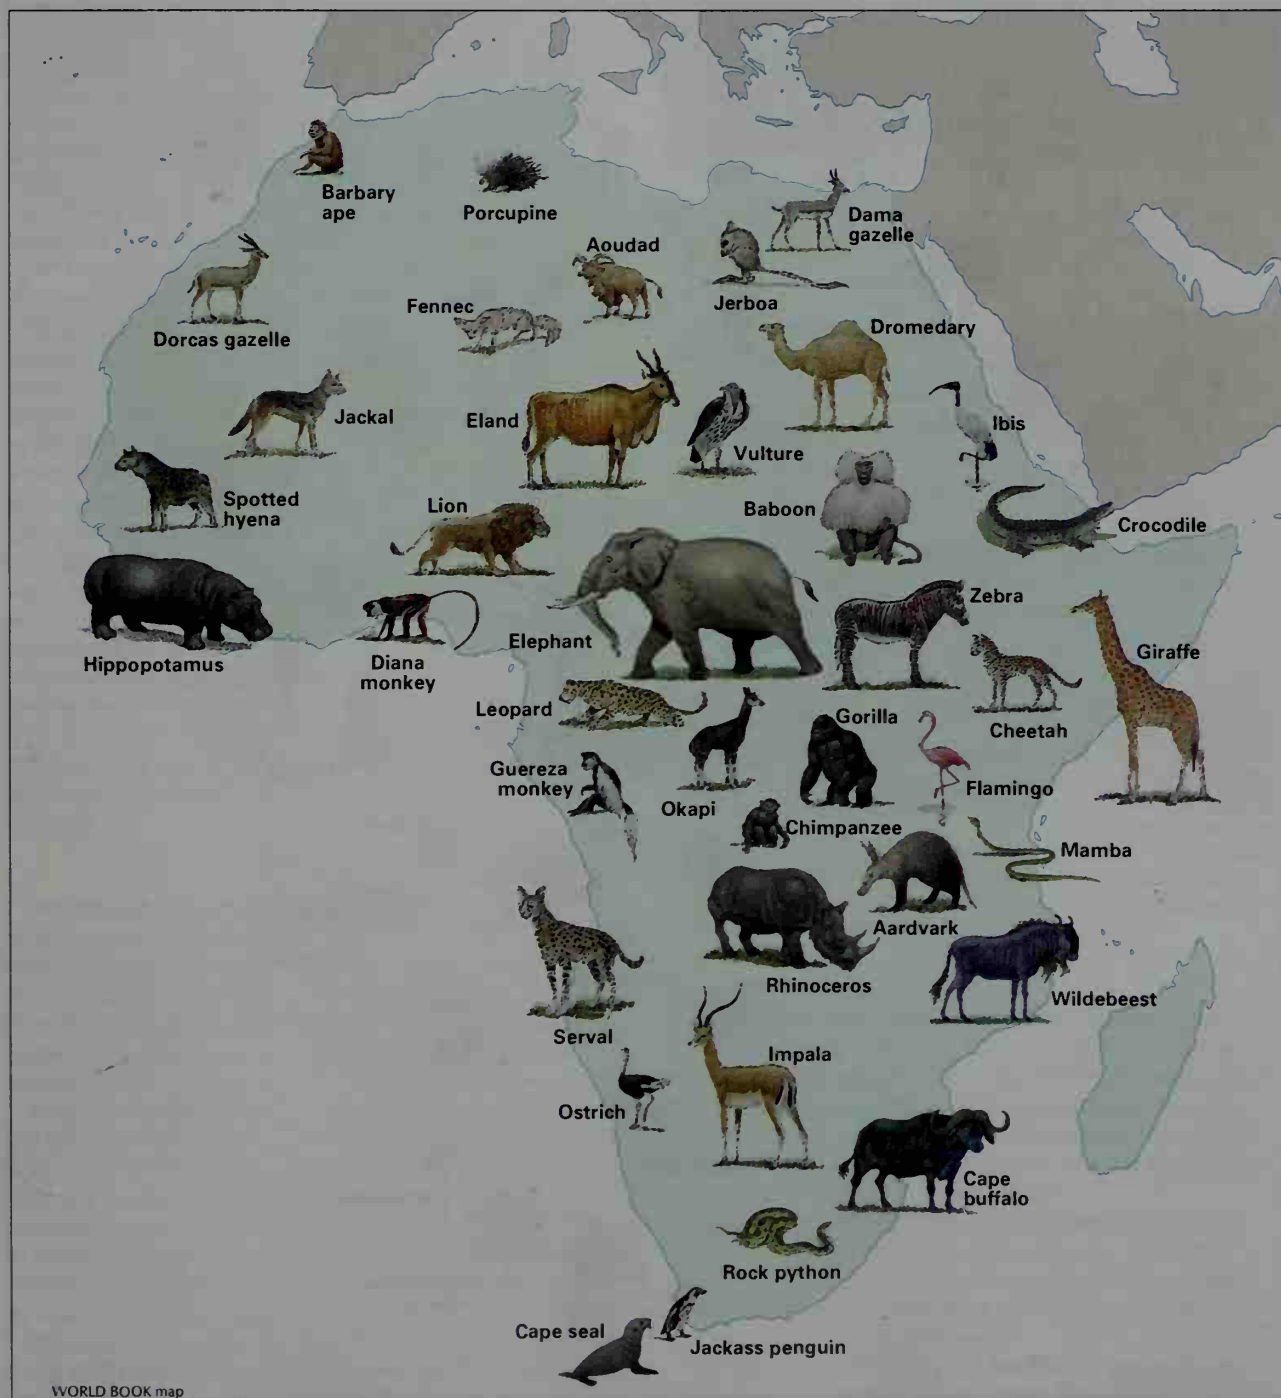 Barbary
ape
Porcupine
Dama
gazelle
Aoudad
Jerboa
Fennec
Dorcas gazelle
Dromedary
Jackal
Eland
Ibis
Vulture
Spotted
hyena
Lion
Baboon
Crocodile
Zebra
Elephant
Hippopotamus
Diana
monkey
Giraffe
Leopard
Gorilla
Cheetah
Guereza
monkey
Okapi
Flamingo
Chimpanzee
Mamba
Aardvark
Rhinoceros
Wildebeest
Serval
Impala
Ostrich
Cape
buffalo
Rock python
Cape seal
Jackass penguin
WORLD BOOK map